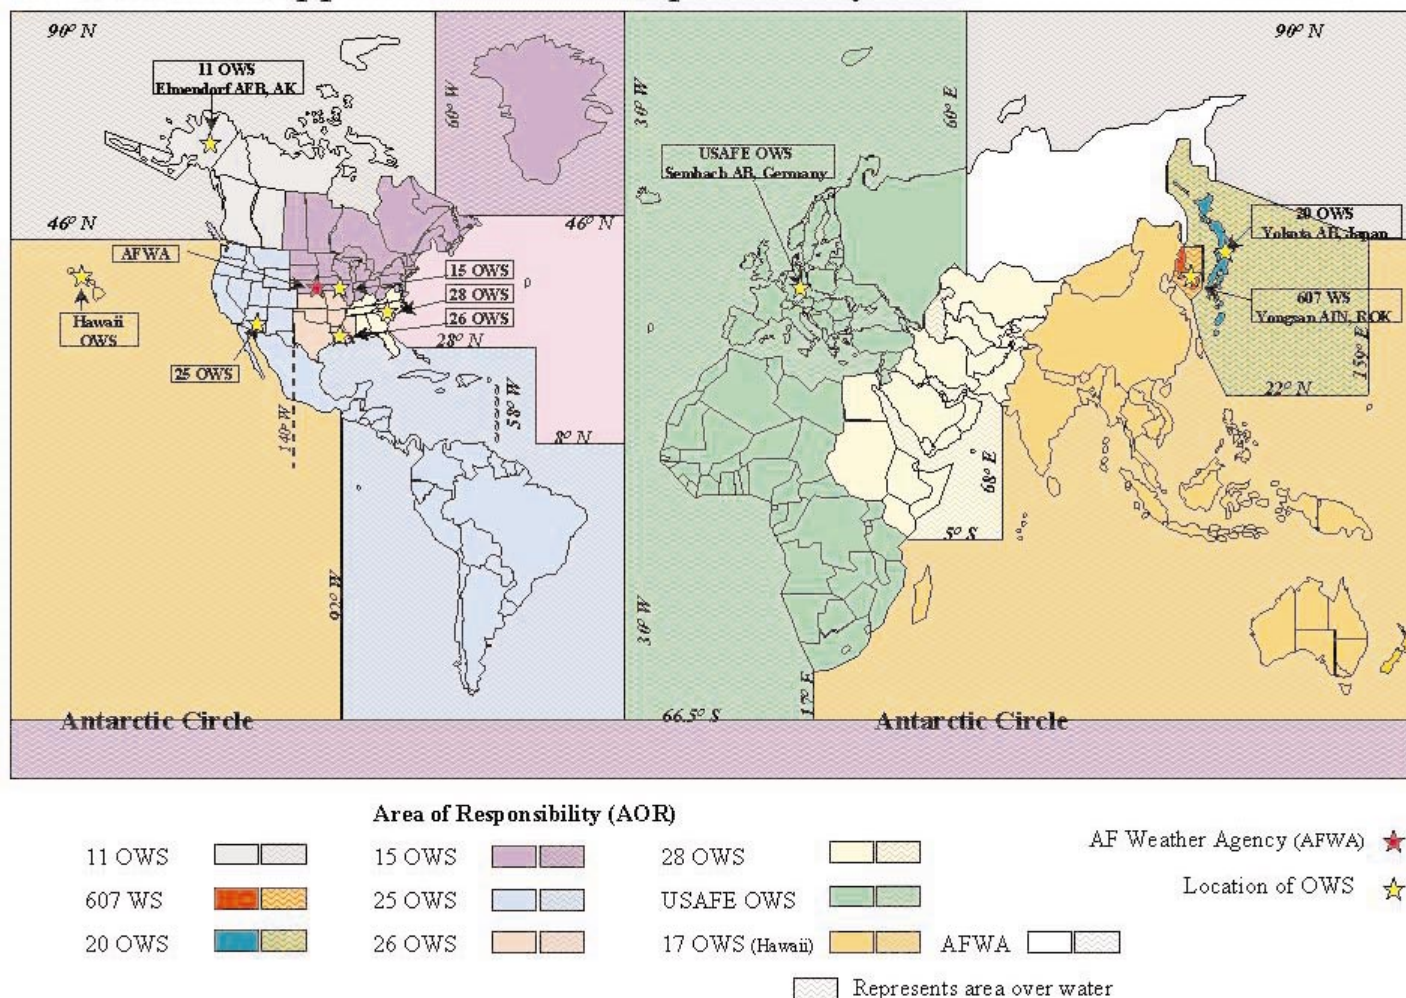 90° N
90° N
11 OWS
Elmendorf AFB, AK
60° W
30° W
60° E
USAFE OWS
Sembach AB, Germany
46° N
46° N
20 OWS
Yokota AB, Japan
AFWA
15 OWS
28 OWS
26 OWS
607 WS
Yongsan AIN, ROK
Hawaii
OWS
25 OWS
28° N
159° E
22° N
140° W
58° W
8° N
68° E
5° S
92° W
30° W
17° E
66.5° S
Antarctic Circle
Antarctic Circle
Area of Responsibility (AOR)
11 OWS
15 OWS
28 OWS
AF Weather Agency (AFWA)
607 WS
25 OWS
USAFE OWS
Location of OWS
20 OWS
26 OWS
17 OWS (Hawaii)
AFWA
Represents area over water